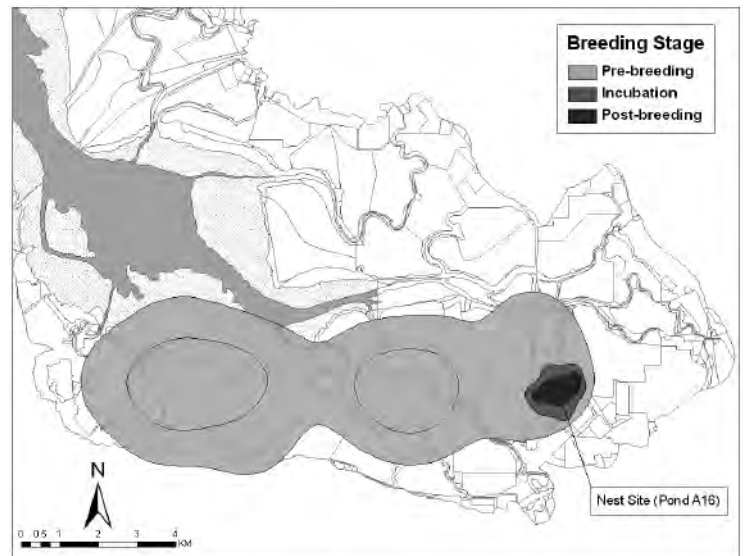 Breeding Stage
Pre-breeding
Incubation
Post-breeding
Nest Site (Pond A16)
N
0 0.5 1 2 3 4
KM